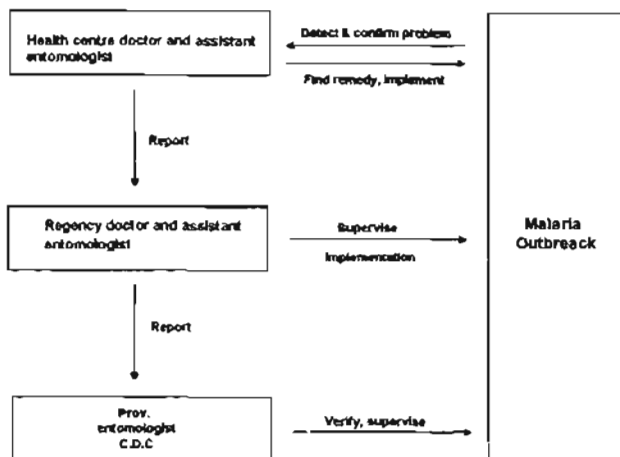 Health centre doctor and assistant
entomologist
Detect & confirm problem
Find remedy, implement
Report
Regency doctor and assistant
entomologist
Supervise
Implementation
Malaria
Outbreack
Report
Prov.
entomologist
C.D.C
Verify, supervise